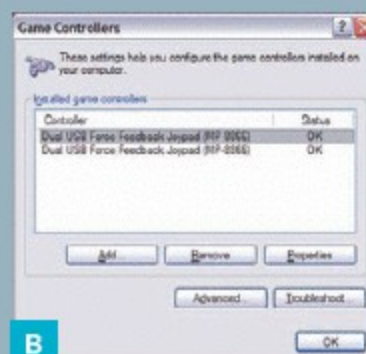 Game Controllers
These settings help you configure the game controllers installed on
your computer.
Installed game controllers
Controller Status
Dual USB Force Feedback Joypad (MP-8866) OK
Dual USB Force Feedback Joypad (MP-8866) OK
Add... Remove Properties
Advanced... Troubleshoot...
OK
B